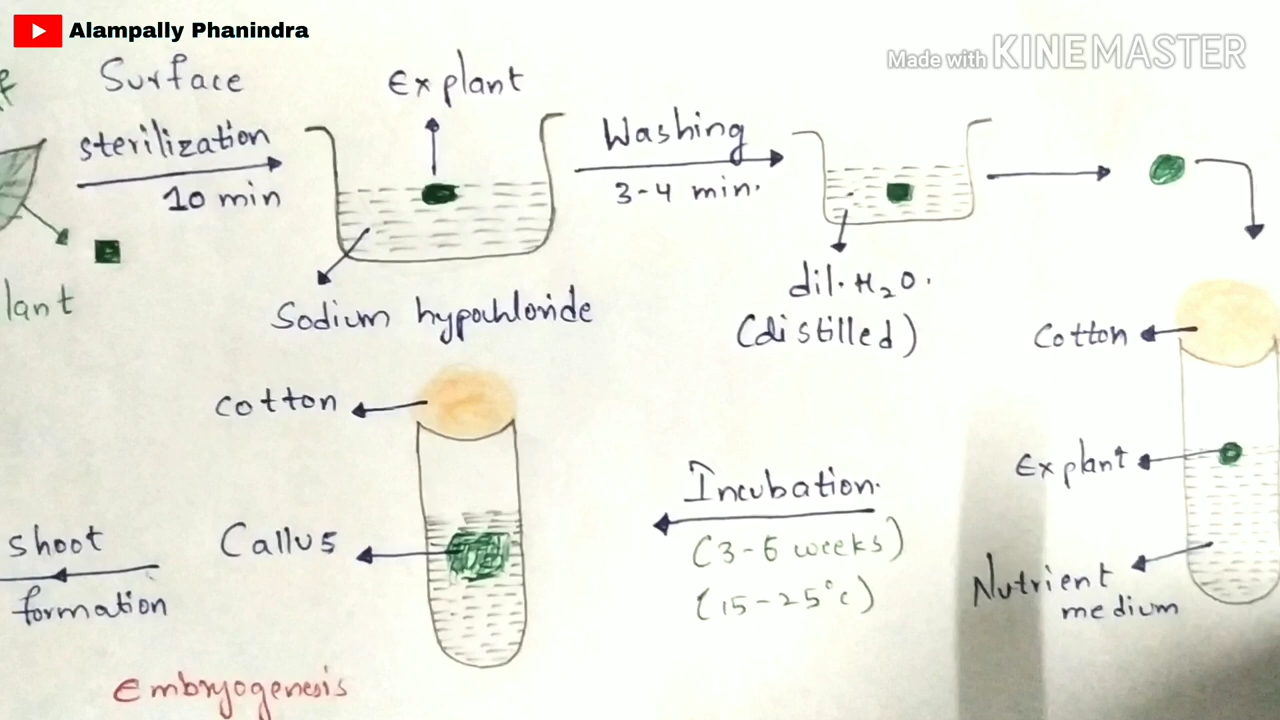 Alampally Phanindra
Made with KINEMASTER
Surface
sterilization
10 min
Explant
Washing
3-4 min.
lant
Sodium hypochloride
dil. H₂O.
(distilled)
cotton
Explant
Nutrient
medium
Incubation.
(3-6 weeks)
(15-25°c)
cotton
Callus
shoot
formation
Embryogenesis